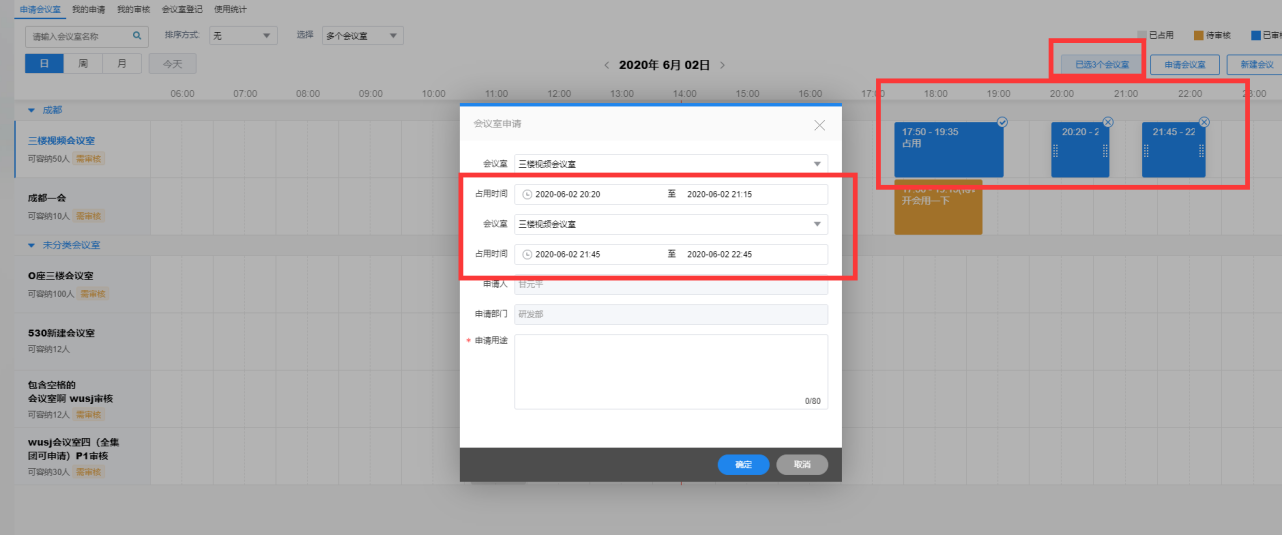 申请会议室 我的申请 我的审核 会议室登记 使用统计
请输入会议室名称 排序方式: 无 选择 多个会议室 已占用 待审核 已审核
日 周 月 今天 < 2020年 6月 02日 > 已选3个会议室 申请会议室 新建会议
06:00 07:00 08:00 09:00 10:00 11:00 12:00 13:00 14:00 15:00 16:00 17:00 18:00 19:00 20:00 21:00 22:00 23:00
成都
三楼视频会议室
可容纳50人 需审核
17:50 - 19:35
占用
20:20 - 2
21:45 - 22
成都一会
可容纳10人 需审核
开会用一下
未分类会议室
O座三楼会议室
可容纳100人 需审核
530新建会议室
可容纳12人
包含空格的
会议室啊 wusj审核
可容纳12人 需审核
wusj会议室四（全集
团可申请）P1审核
可容纳30人 需审核
会议室申请
会议室 三楼视频会议室
占用时间 2020-06-02 20:20 至 2020-06-02 21:15
会议室 三楼视频会议室
占用时间 2020-06-02 21:45 至 2020-06-02 22:45
申请人 甘元平
申请部门 研发部
* 申请用途
0/80
确定 取消